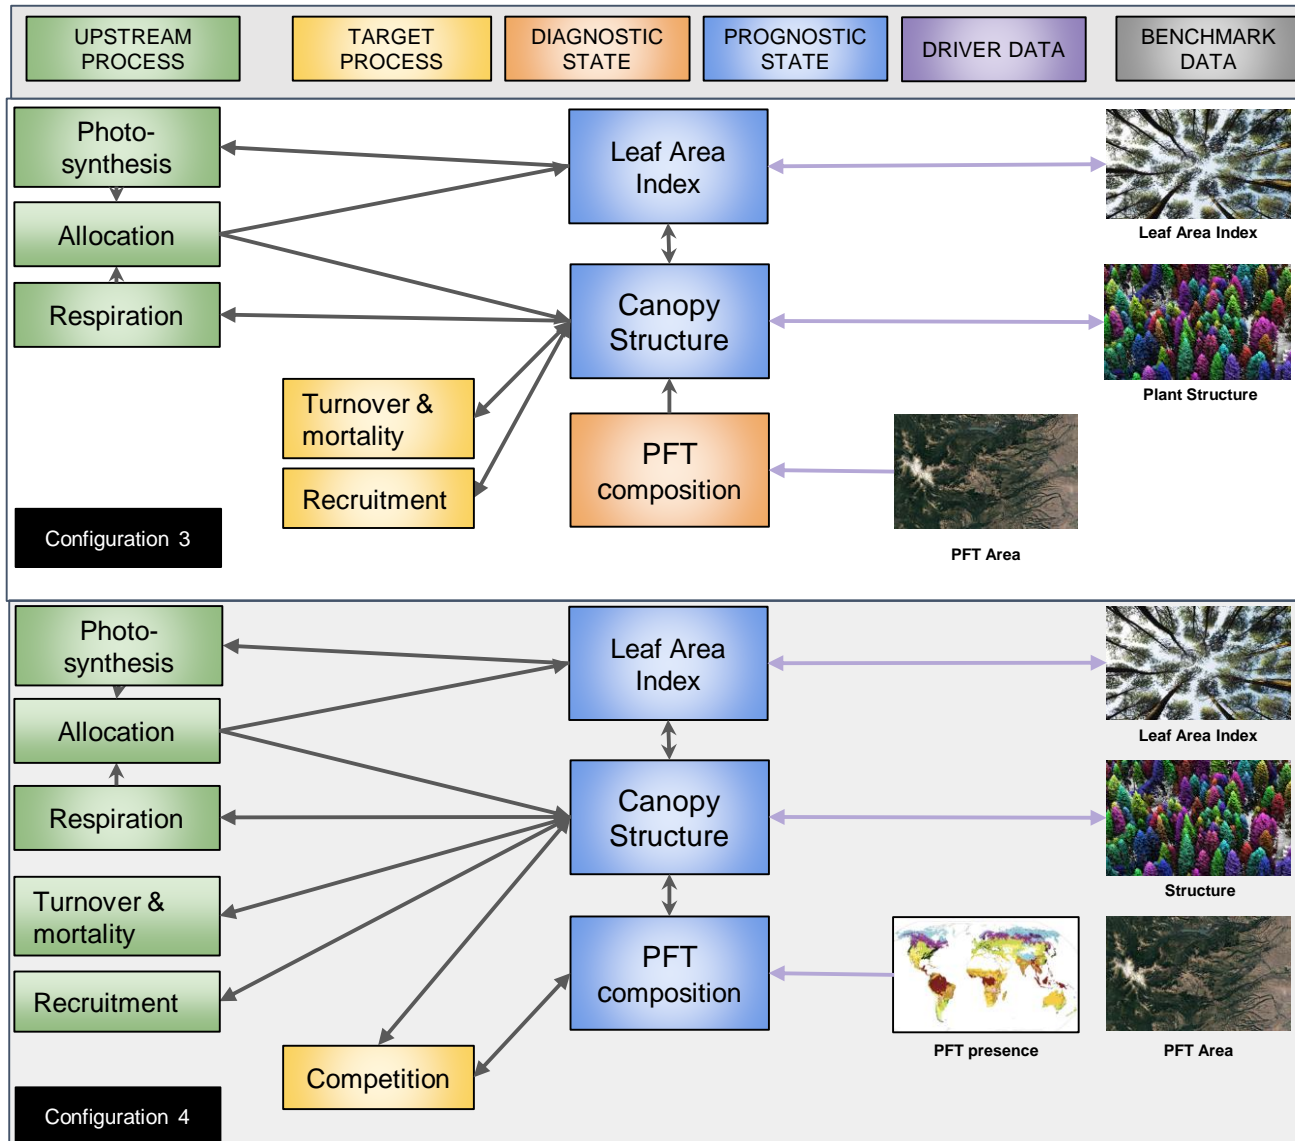 UPSTREAM
PROCESS
TARGET
PROCESS
DIAGNOSTIC
STATE
PROGNOSTIC
STATE
DRIVER DATA
BENCHMARK
DATA
Photo-
synthesis
Allocation
Respiration
Leaf Area
Index
Canopy
Structure
Turnover &
mortality
Recruitment
PFT
composition
Leaf Area Index
Plant Structure
PFT Area
Configuration 3
Photo-
synthesis
Allocation
Respiration
Turnover &
mortality
Recruitment
Leaf Area
Index
Canopy
Structure
PFT
composition
Competition
Leaf Area Index
Structure
PFT presence
PFT Area
Configuration 4